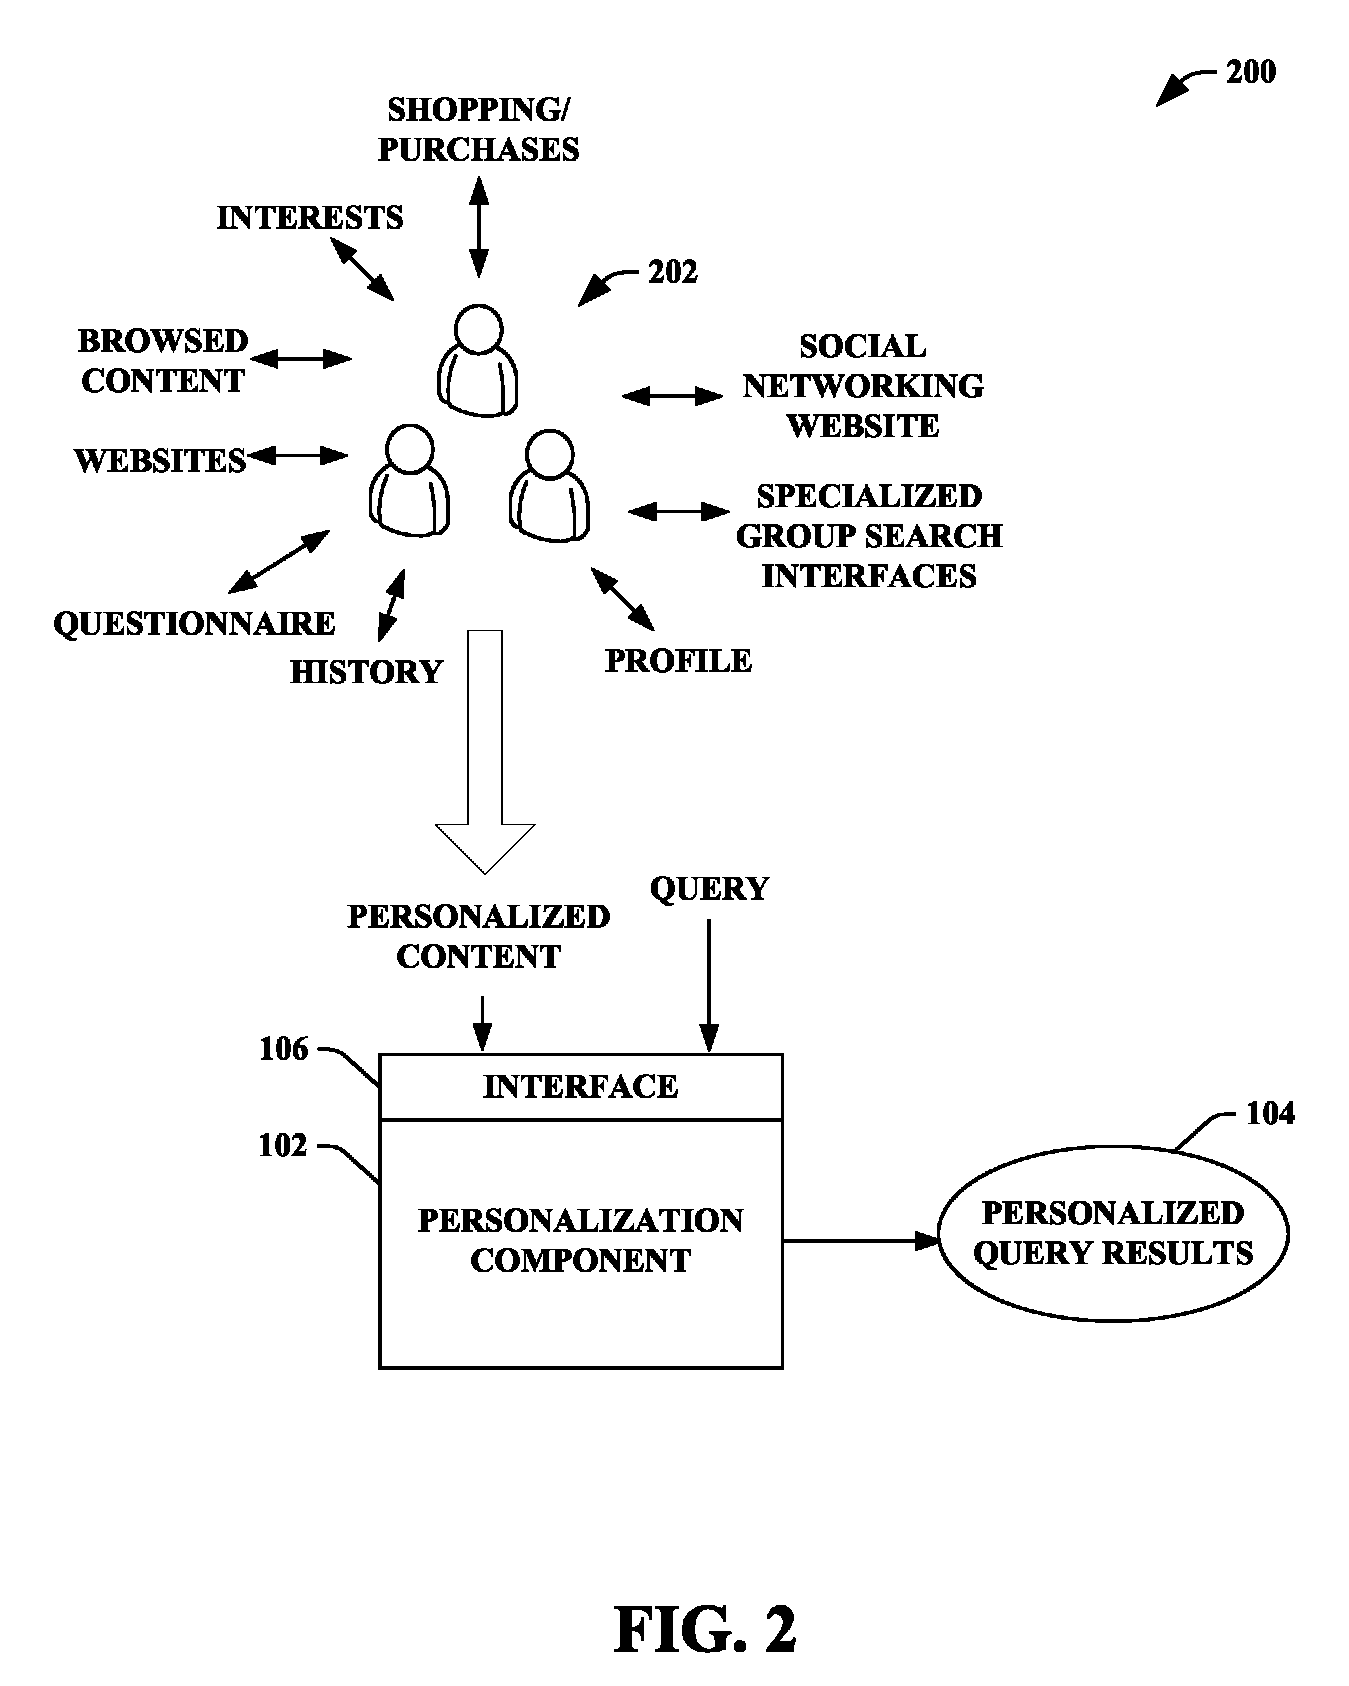 200
SHOPPING/
PURCHASES
INTERESTS
202
BROWSED
CONTENT
SOCIAL
NETWORKING
WEBSITE
WEBSITES
SPECIALIZED
GROUP SEARCH
INTERFACES
QUESTIONNAIRE
HISTORY
PROFILE
PERSONALIZED
CONTENT
QUERY
106
INTERFACE
102
PERSONALIZATION
COMPONENT
104
PERSONALIZED
QUERY RESULTS
FIG. 2